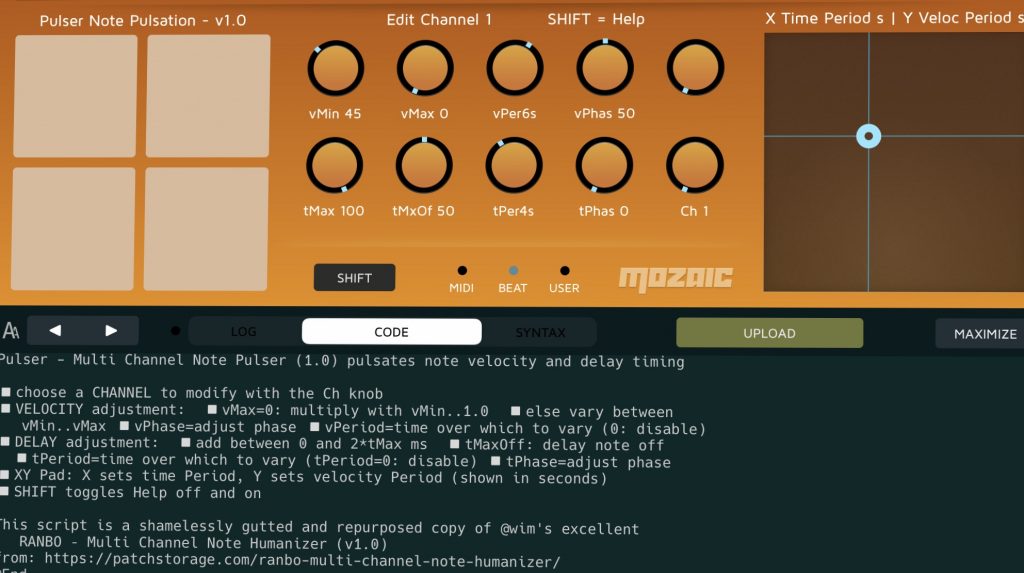 Pulser Note Pulsation - v1.0
Edit Channel 1
SHIFT = Help
X Time Period s | Y Veloc Period s
vMin 45
vMax 0
vPer6s
vPhas 50
tMax 100
tMxOf 50
tPer4s
tPhas 0
Ch 1
SHIFT
MIDI
BEAT
USER
MOZAIC
AA
LOG
CODE
SYNTAX
UPLOAD
MAXIMIZE
Pulser - Multi Channel Note Pulser (1.0) pulsates note velocity and delay timing
■ choose a CHANNEL to modify with the Ch knob
■ VELOCITY adjustment: ■ vMax=0: multiply with vMin..1.0 ■ else vary between
vMin..vMax ■ vPhase=adjust phase ■ vPeriod=time over which to vary (0: disable)
■ DELAY adjustment: ■ add between 0 and 2*tMax ms ■ tMaxOff: delay note off
■ tPeriod=time over which to vary (tPeriod=0: disable) ■ tPhase=adjust phase
■ XY Pad: X sets time Period, Y sets velocity Period (shown in seconds)
■ SHIFT toggles Help off and on
This script is a shamelessly gutted and repurposed copy of @wim's excellent
RANBO - Multi Channel Note Humanizer (v1.0)
from: https://patchstorage.com/ranbo-multi-channel-note-humanizer/
@End